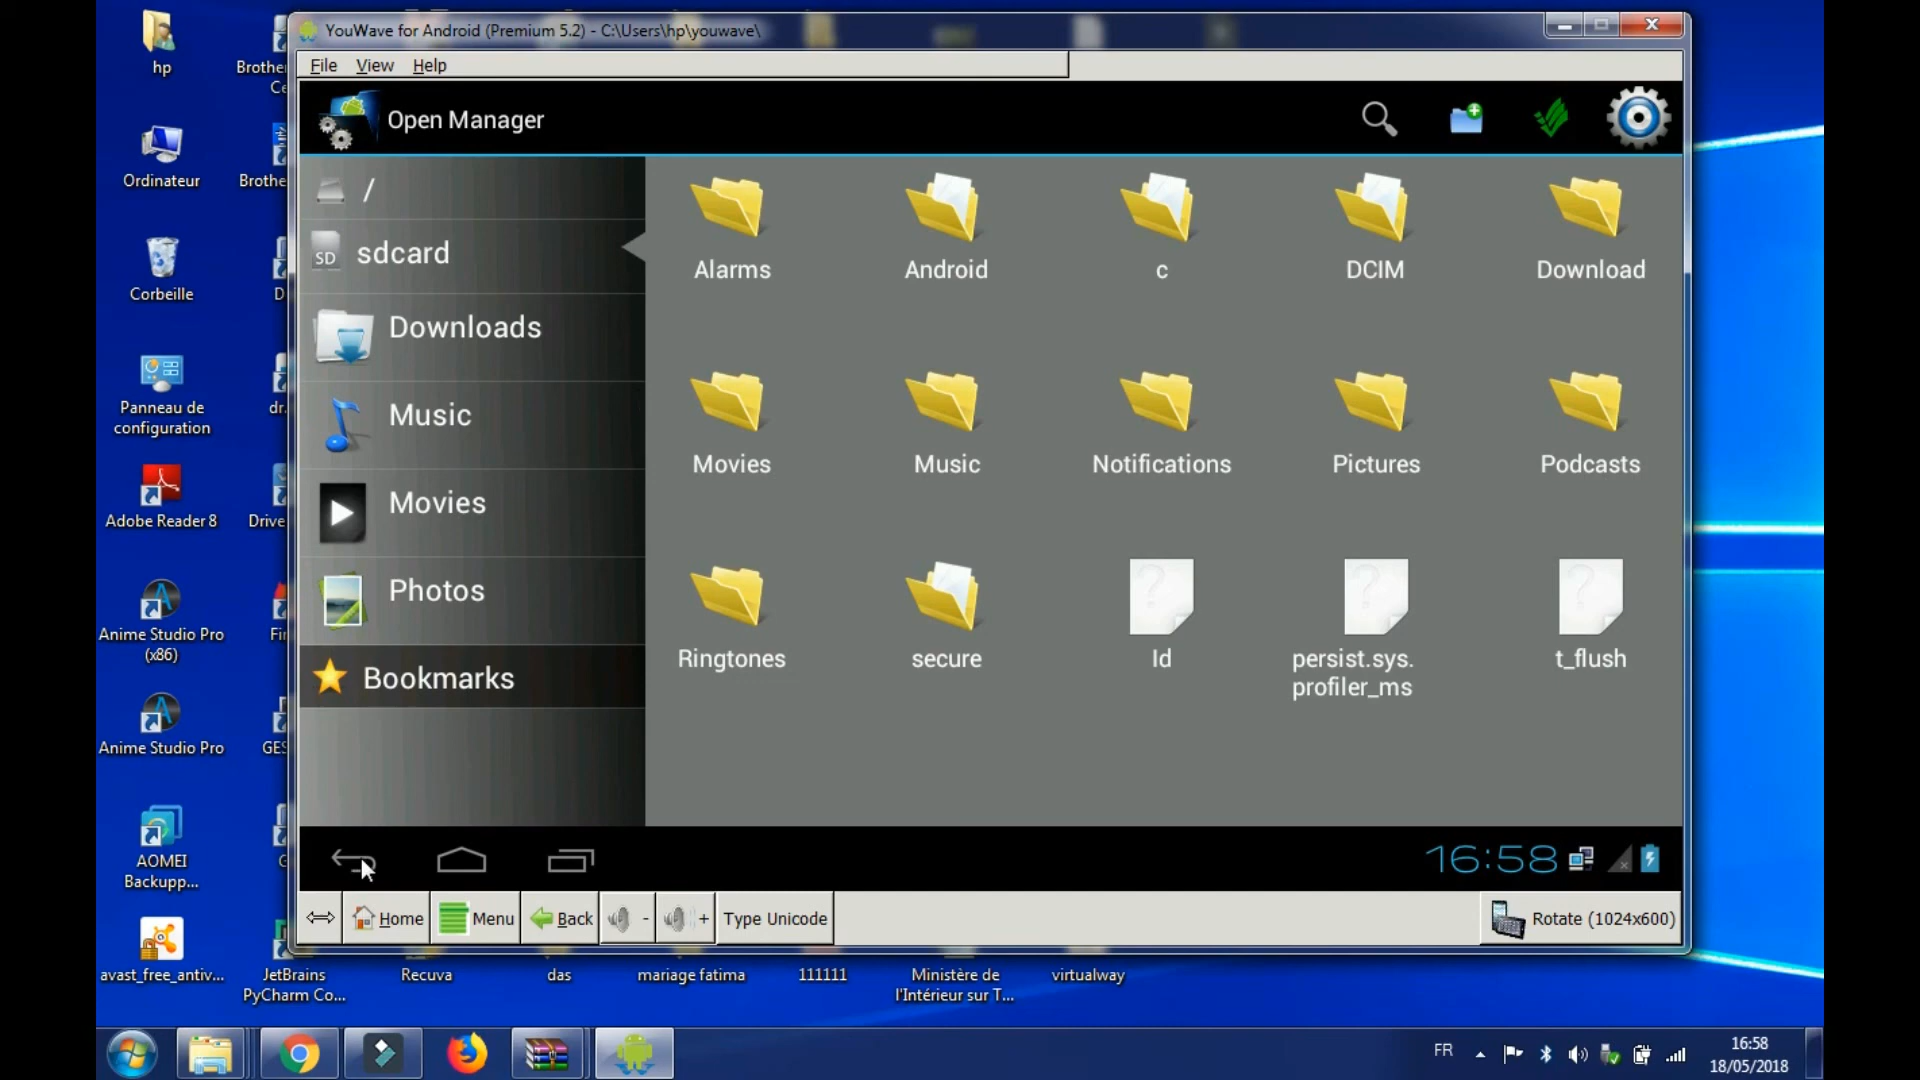 YouWave for Android (Premium 5.2) - C:\Users\hp\youwave\
File View Help
Open Manager
/
SD sdcard
Downloads
Music
Movies
Photos
Bookmarks
Alarms Android c DCIM Download
Movies Music Notifications Pictures Podcasts
Ringtones secure ld persist.sys. t_flush
profiler_ms
16:58
Home Menu Back - + Type Unicode Rotate (1024x600)
hp
Ordinateur
Corbeille
Panneau de
configuration
Adobe Reader 8
Anime Studio Pro
(x86)
Anime Studio Pro
AOMEI
Backupp...
avast_free_antiv...
JetBrains
PyCharm Co...
Recuva
das
mariage fatima
111111
Ministère de
l'Intérieur sur T...
virtualway
FR
16:58
18/05/2018